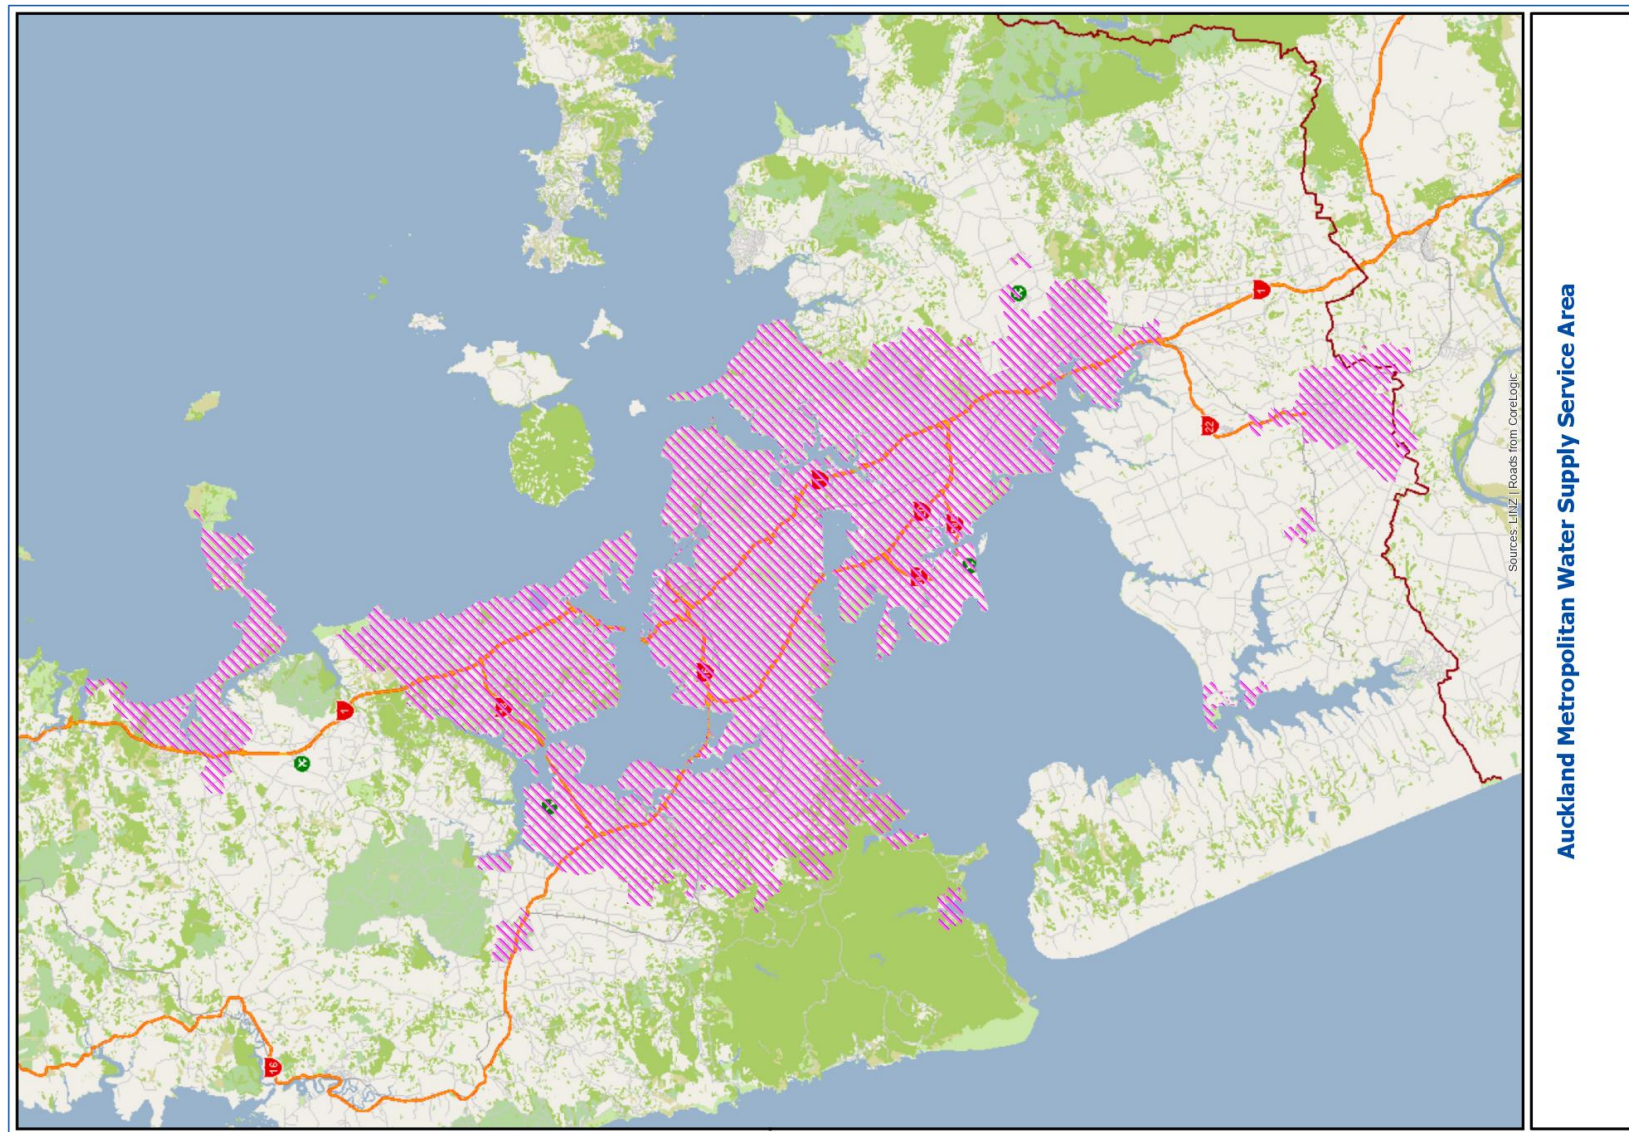 Auckland Metropolitan Water Supply Service Area
Sources: LINZ | Roads from CoreLogic
1
1
22
16